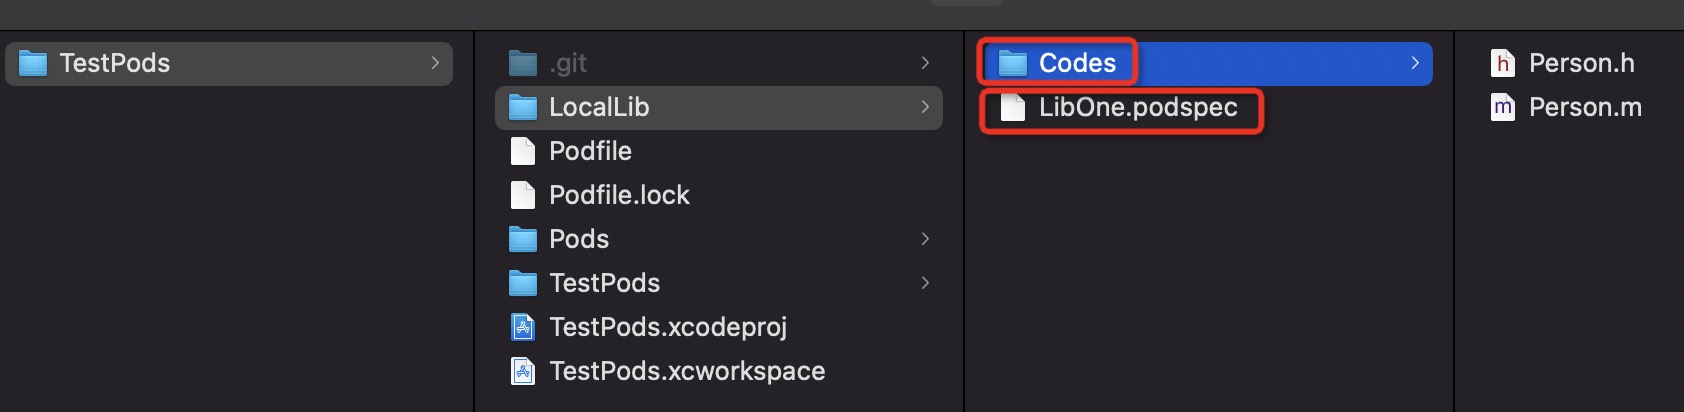 TestPods
.git
LocalLib
Podfile
Podfile.lock
Pods
TestPods
TestPods.xcodeproj
TestPods.xcworkspace
Codes
LibOne.podspec
h Person.h
m Person.m